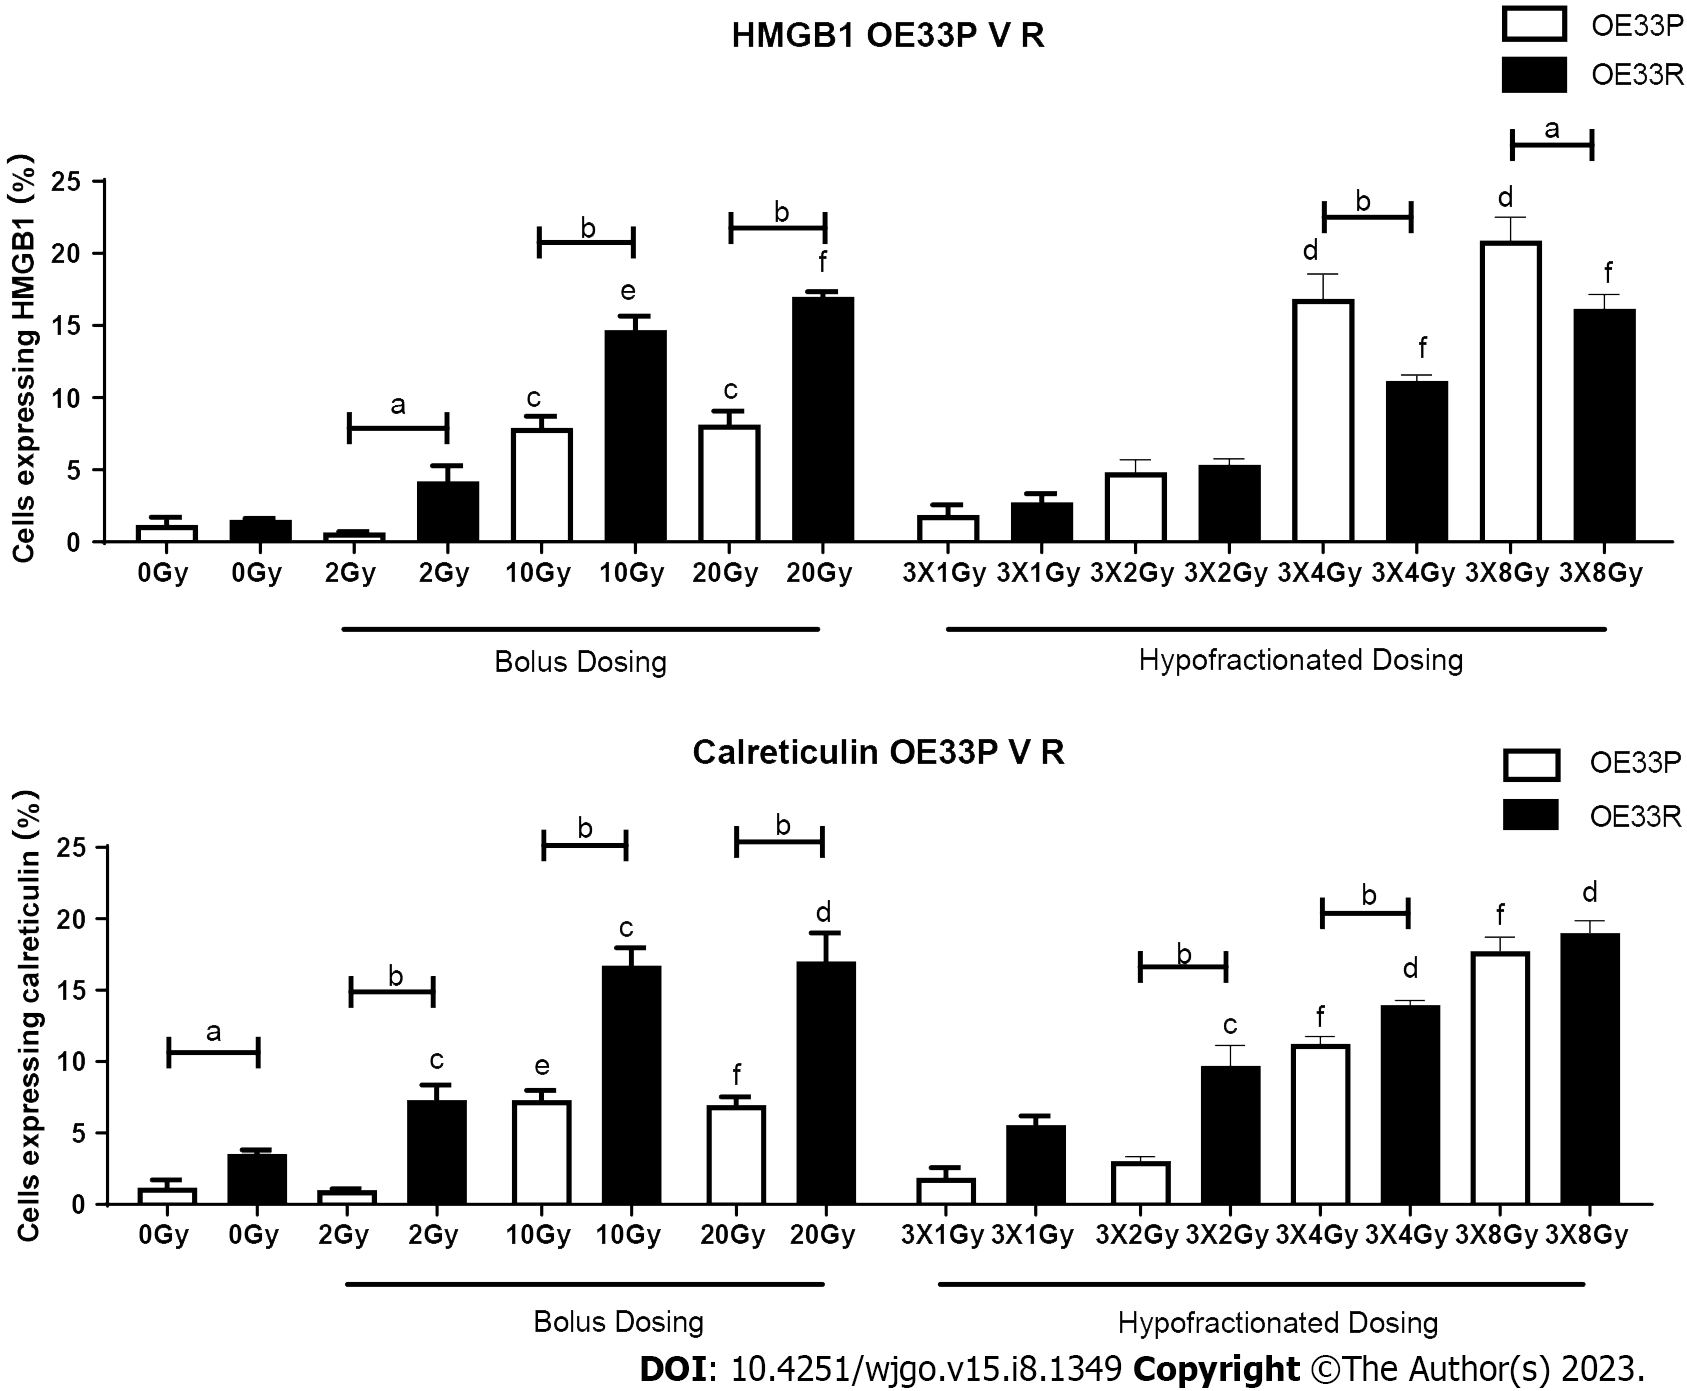 HMGB1 OE33P V R
OE33P
OE33R
Cells expressing HMGB1 (%)
25
20
15
10
5
0
a
b
b
b
a
c
e
c
f
d
f
d
f
0Gy 0Gy 2Gy 2Gy 10Gy 10Gy 20Gy 20Gy 3X1Gy 3X1Gy 3X2Gy 3X2Gy 3X4Gy 3X4Gy 3X8Gy 3X8Gy
Bolus Dosing
Hypofractionated Dosing
Calreticulin OE33P V R
OE33P
OE33R
Cells expressing calreticulin (%)
25
20
15
10
5
0
a
b
b
b
b
b
c
e
c
f
d
c
f
d
f
d
0Gy 0Gy 2Gy 2Gy 10Gy 10Gy 20Gy 20Gy 3X1Gy 3X1Gy 3X2Gy 3X2Gy 3X4Gy 3X4Gy 3X8Gy 3X8Gy
Bolus Dosing
Hypofractionated Dosing
DOI: 10.4251/wjgo.v15.i8.1349 Copyright ©The Author(s) 2023.